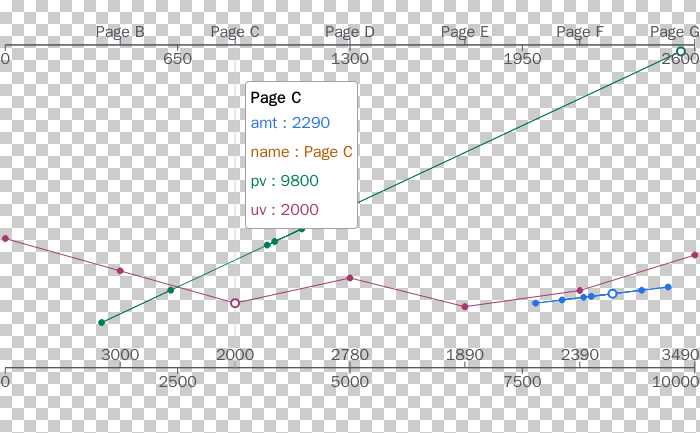 Page B Page C Page D Page E Page F Page G
0 650 1300 1950 2600
Page C
amt : 2290
name : Page C
pv : 9800
uv : 2000
3000 2000 2780 1890 2390 3490
0 2500 5000 7500 10000